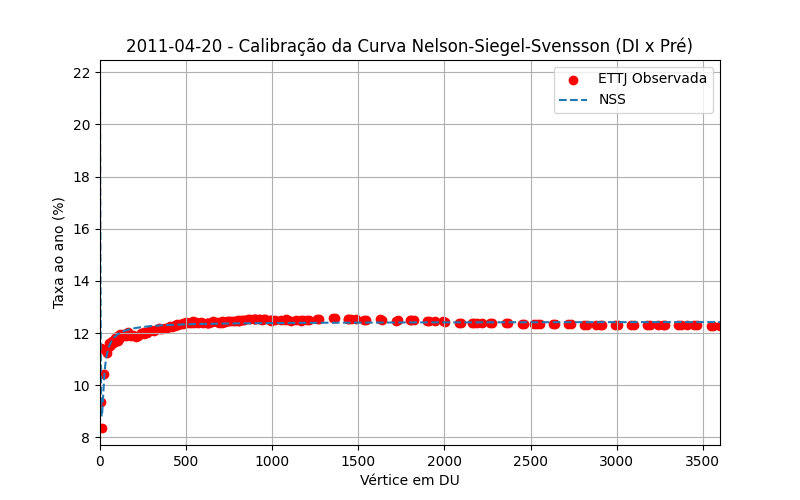 2011-04-20 - Calibração da Curva Nelson-Siegel-Svensson (DI x Pré)
ETTJ Observada
NSS
Taxa ao ano (%)
22
20
18
16
14
12
10
8
0 500 1000 1500 2000 2500 3000 3500
Vértice em DU